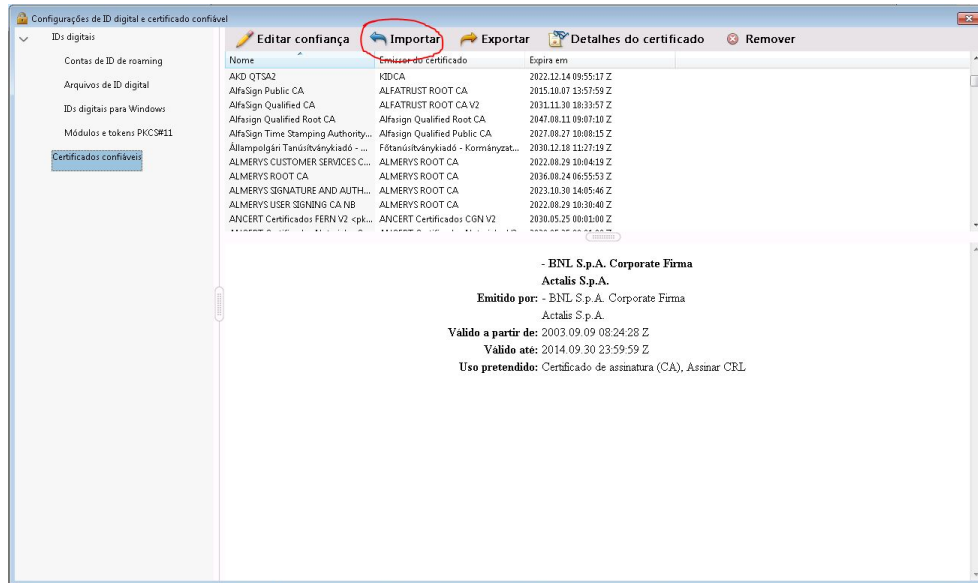 Configurações de ID digital e certificado confiável
IDs digitais
Contas de ID de roaming
Arquivos de ID digital
IDs digitais para Windows
Módulos e tokens PKCS#11
Certificados confiáveis
Editar confiança Importar Exportar Detalhes do certificado Remover
Nome Emissor do certificado Expira em
AKD QTSA2 KIDCA 2022.12.14 09:55:17 Z
AlfaSign Public CA ALFATRUST ROOT CA 2015.10.07 13:57:59 Z
AlfaSign Qualified CA ALFATRUST ROOT CA V2 2031.11.30 18:33:57 Z
Alfasign Qualified Root CA Alfasign Qualified Root CA 2047.08.11 09:07:10 Z
AlfaSign Time Stamping Authority... Alfasign Qualified Public CA 2027.08.27 10:08:15 Z
Állampolgári Tanúsítványkiadó - ... Főtanúsítványkiadó - Kormányzat... 2030.12.18 11:27:19 Z
ALMERYS CUSTOMER SERVICES C... ALMERYS ROOT CA 2022.08.29 10:04:19 Z
ALMERYS ROOT CA ALMERYS ROOT CA 2036.08.24 06:55:53 Z
ALMERYS SIGNATURE AND AUTH... ALMERYS ROOT CA 2023.10.30 14:05:46 Z
ALMERYS USER SIGNING CA NB ALMERYS ROOT CA 2022.08.29 10:30:40 Z
ANCERT Certificados FERN V2 <pk... ANCERT Certificados CGN V2 2030.05.25 00:01:00 Z
- BNL S.p.A. Corporate Firma
Actalis S.p.A.
Emitido por: - BNL S.p.A. Corporate Firma
Actalis S.p.A.
Válido a partir de: 2003.09.09 08:24:28 Z
Válido até: 2014.09.30 23:59:59 Z
Uso pretendido: Certificado de assinatura (CA), Assinar CRL